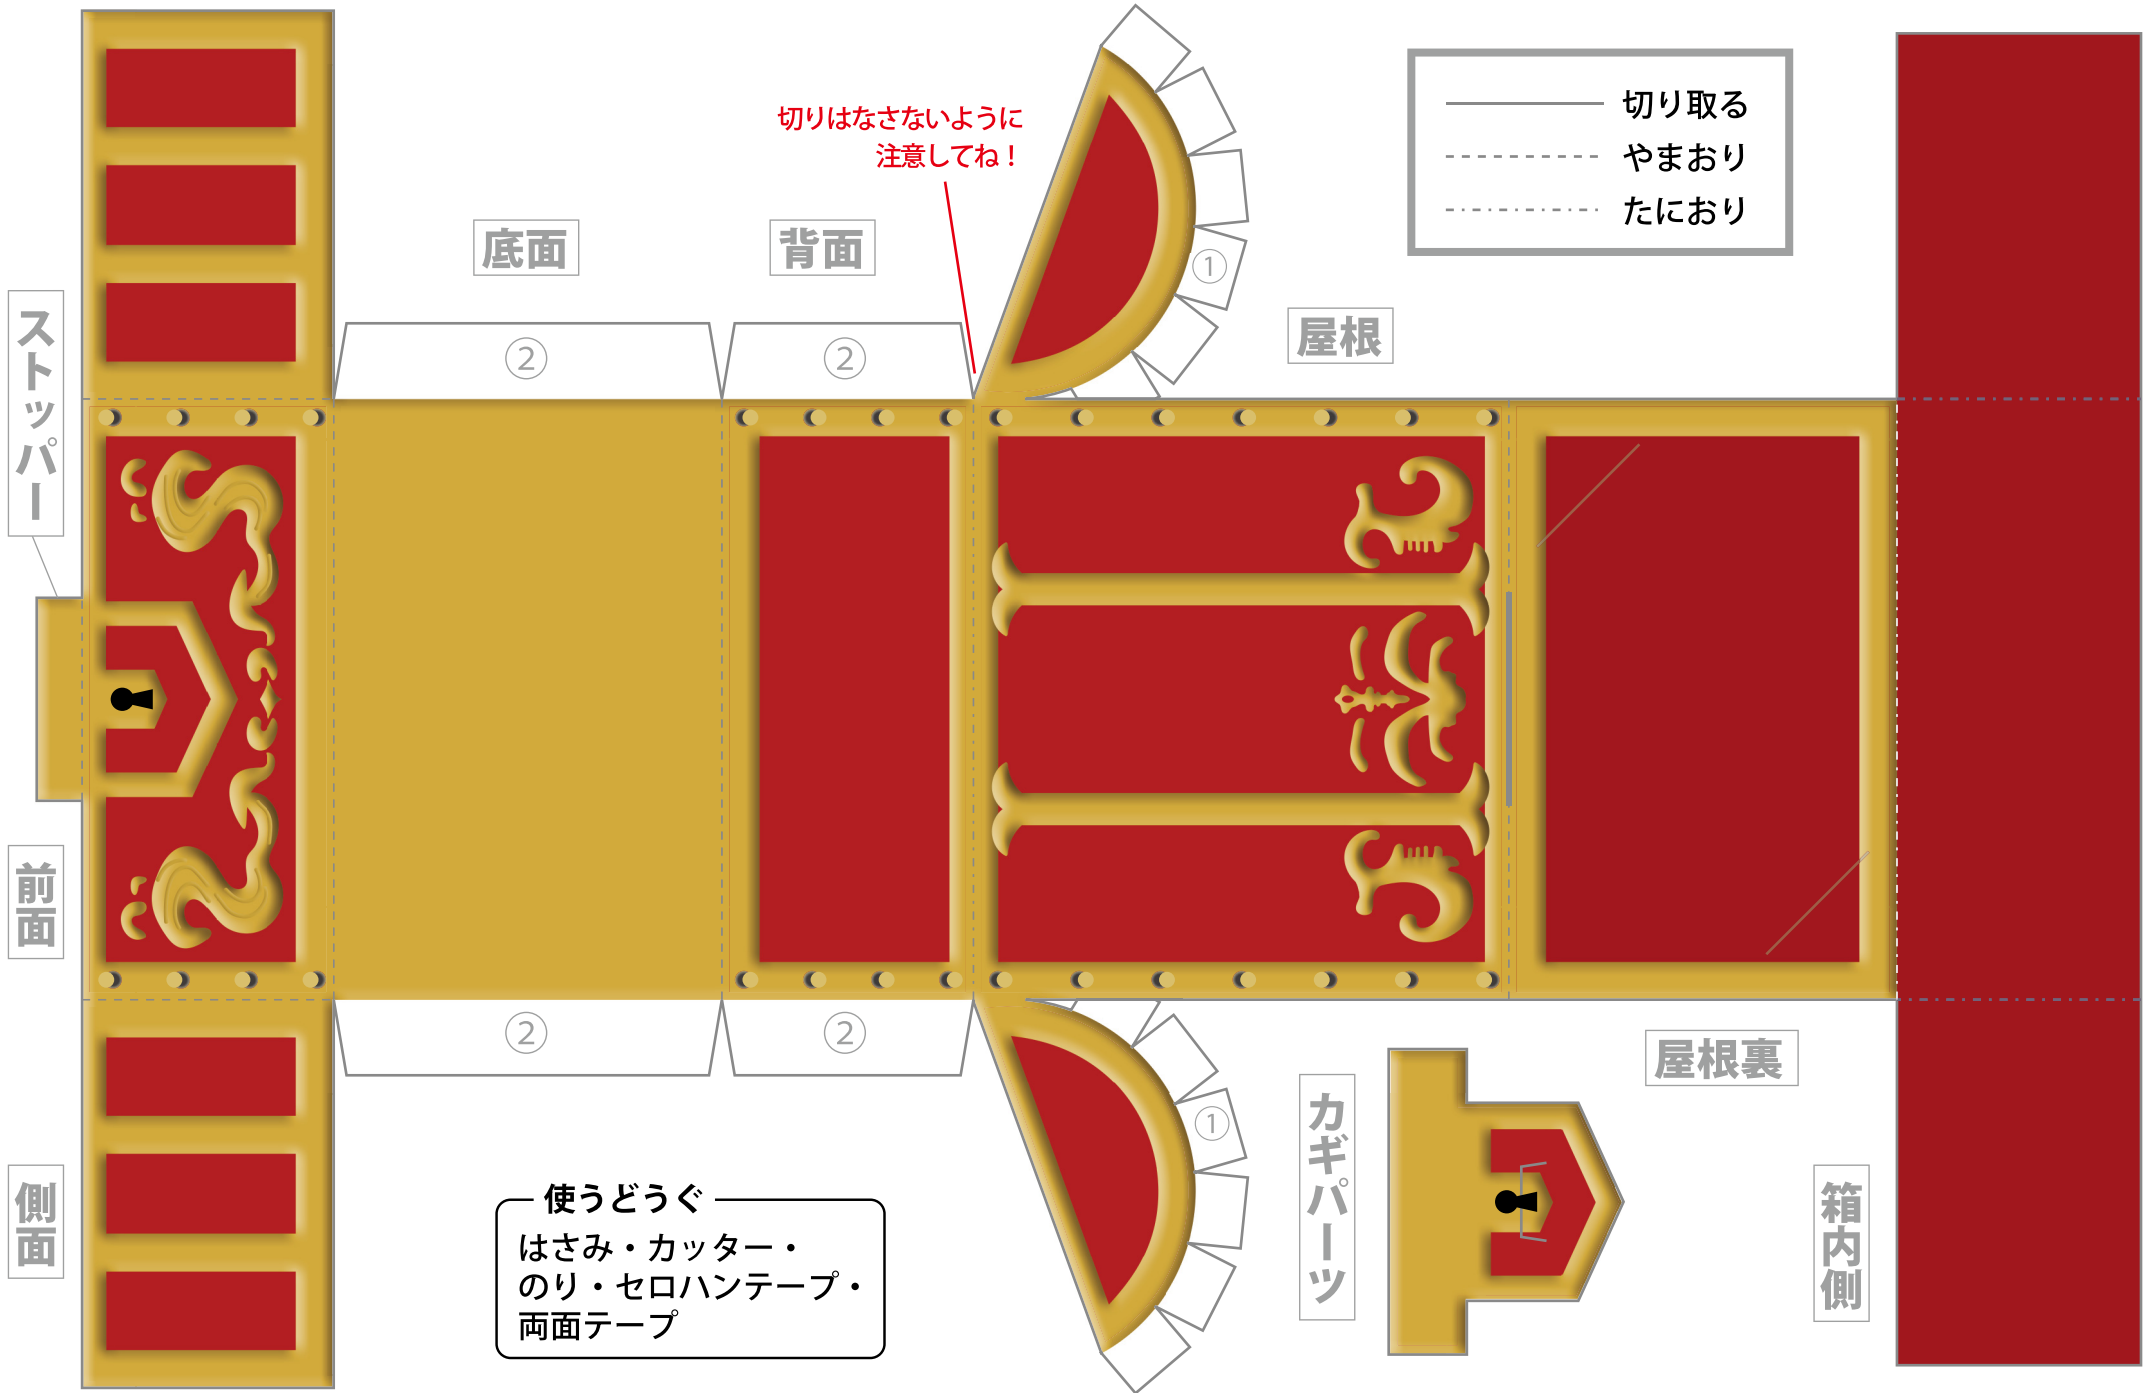 切りはなさないように
注意してね！
切り取る
やまおり
たにおり
底面
背面
屋根
ストッパー
②
②
①
前面
②
②
①
屋根裏
側面
カギパーツ
箱内側
使うどうぐ
はさみ・カッター・
のり・セロハンテープ・
両面テープ